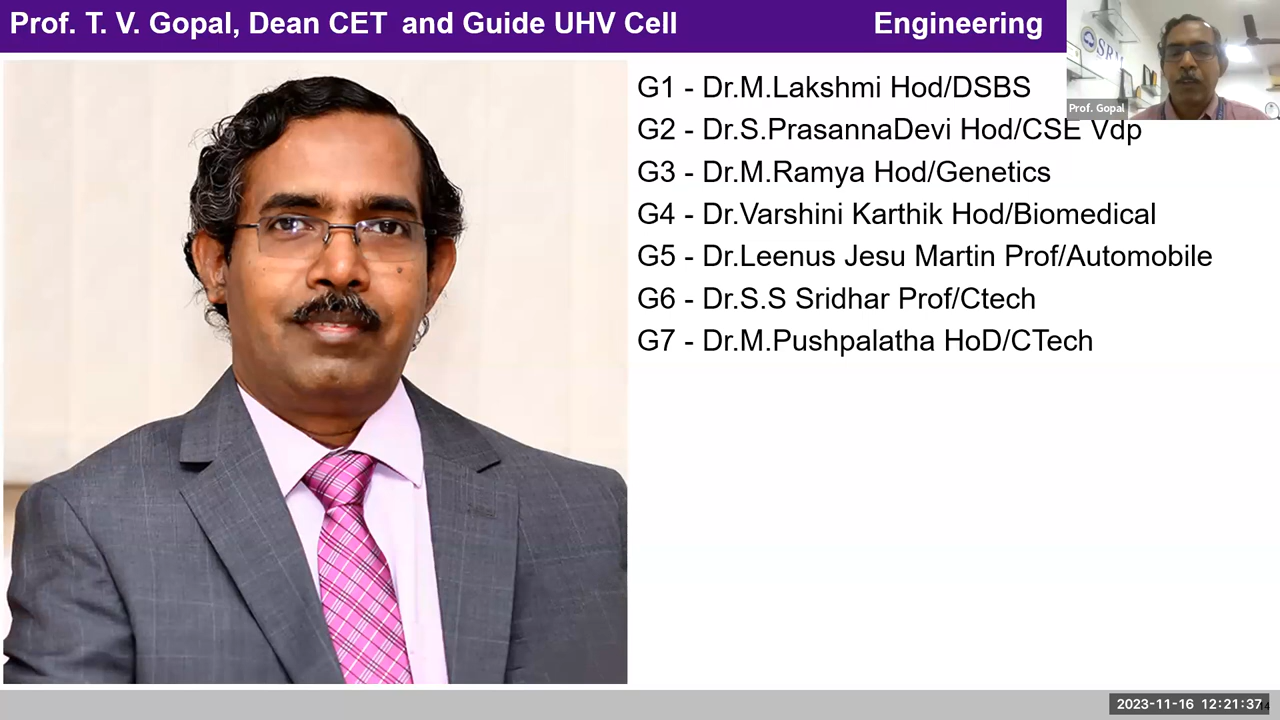 Prof. T. V. Gopal, Dean CET and Guide UHV Cell Engineering
Prof. Gopal
G1 - Dr.M.Lakshmi Hod/DSBS
G2 - Dr.S.PrasannaDevi Hod/CSE Vdp
G3 - Dr.M.Ramya Hod/Genetics
G4 - Dr.Varshini Karthik Hod/Biomedical
G5 - Dr.Leenus Jesu Martin Prof/Automobile
G6 - Dr.S.S Sridhar Prof/Ctech
G7 - Dr.M.Pushpalatha HoD/CTech
2023-11-16 12:21:37